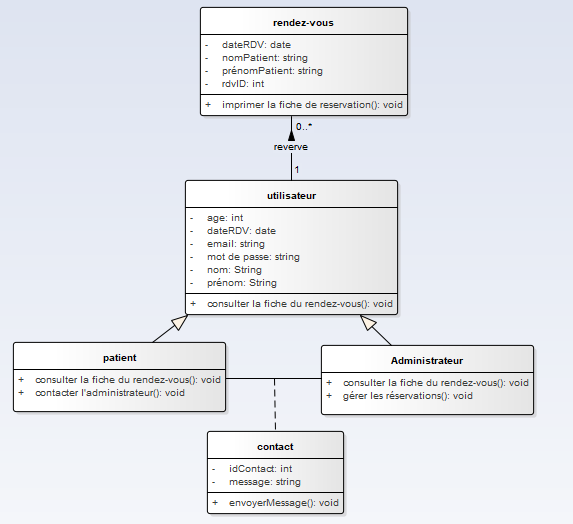 rendez-vous
- dateRDV: date
- nomPatient: string
- prénomPatient: string
- rdvID: int
+ imprimer la fiche de reservation(): void
0..*
reverve
1
utilisateur
- age: int
- dateRDV: date
- email: string
- mot de passe: string
- nom: String
- prénom: String
+ consulter la fiche du rendez-vous(): void
patient
+ consulter la fiche du rendez-vous(): void
+ contacter l'administrateur(): void
Administrateur
+ consulter la fiche du rendez-vous(): void
+ gérer les réservations(): void
contact
- idContact: int
- message: string
+ envoyerMessage(): void